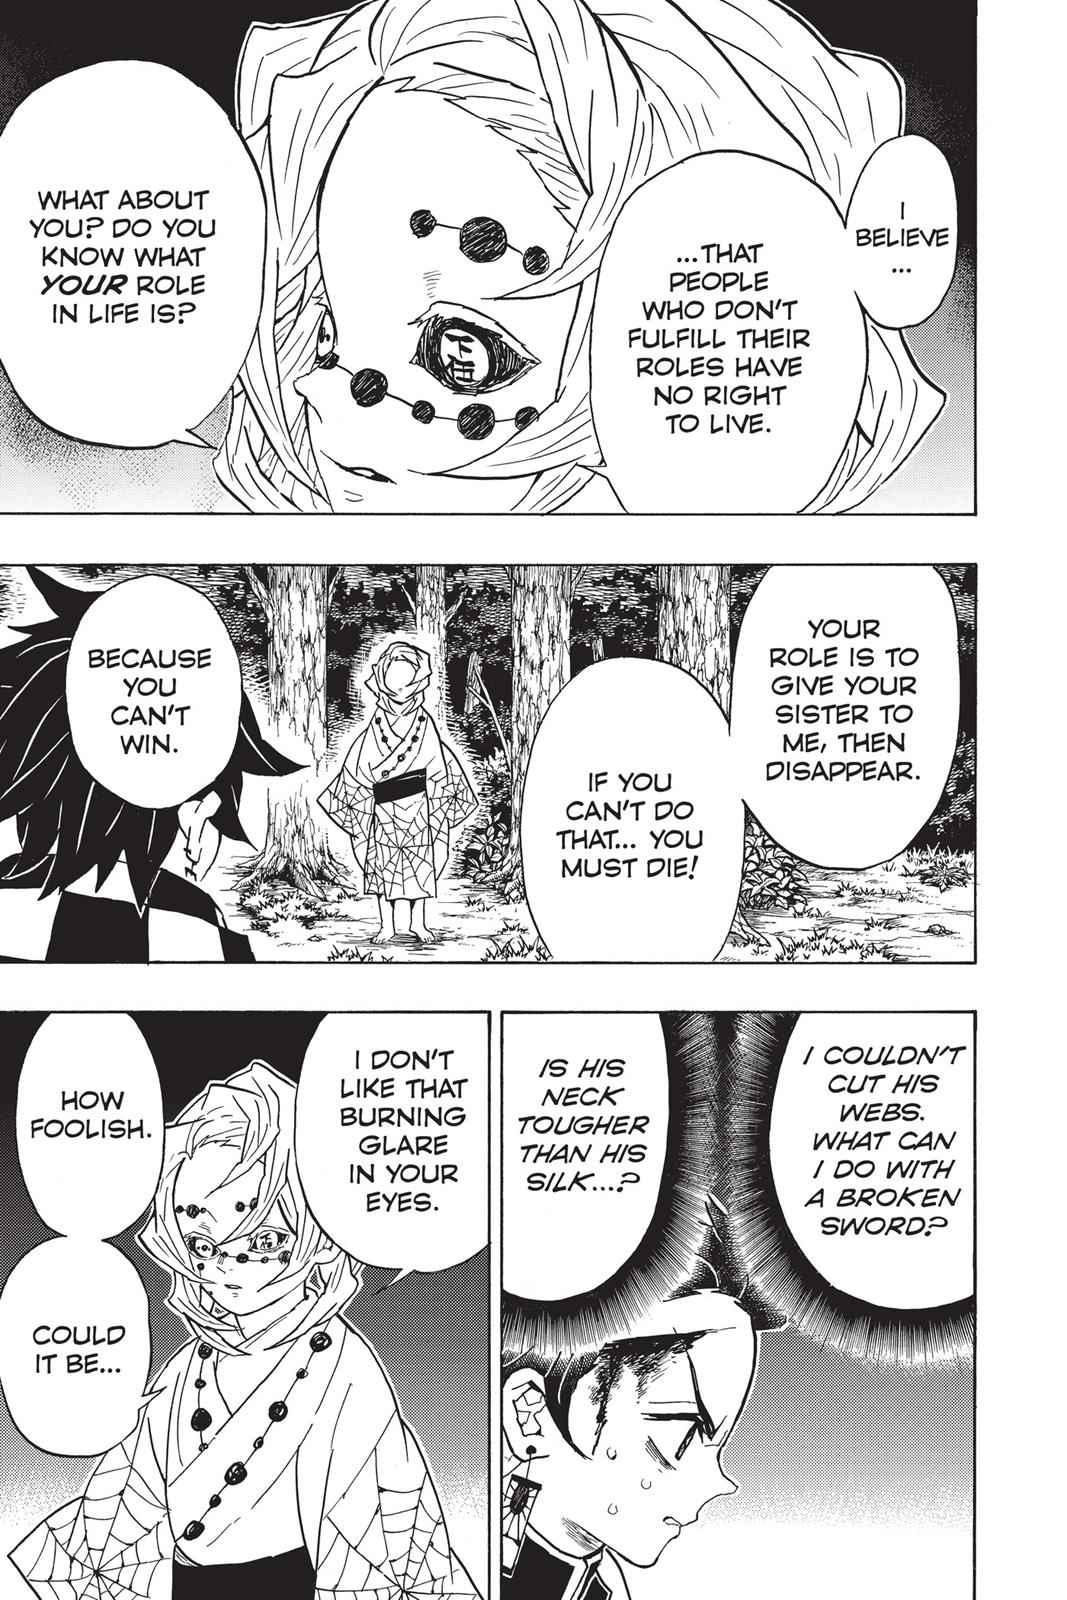 I
BELIEVE
...
...THAT
PEOPLE
WHO DON'T
FULFILL THEIR
ROLES HAVE
NO RIGHT
TO LIVE.
WHAT ABOUT
YOU? DO YOU
KNOW WHAT
YOUR ROLE
IN LIFE IS?
下伍
YOUR
ROLE IS TO
GIVE YOUR
SISTER TO
ME, THEN
DISAPPEAR.
IF YOU
CAN'T DO
THAT... YOU
MUST DIE!
BECAUSE
YOU
CAN'T
WIN.
I COULDN'T
CUT HIS
WEBS.
WHAT CAN
I DO WITH
A BROKEN
SWORD?
IS HIS
NECK
TOUGHER
THAN HIS
SILK...?
I DON'T
LIKE THAT
BURNING
GLARE
IN YOUR
EYES.
HOW
FOOLISH.
COULD
IT BE...